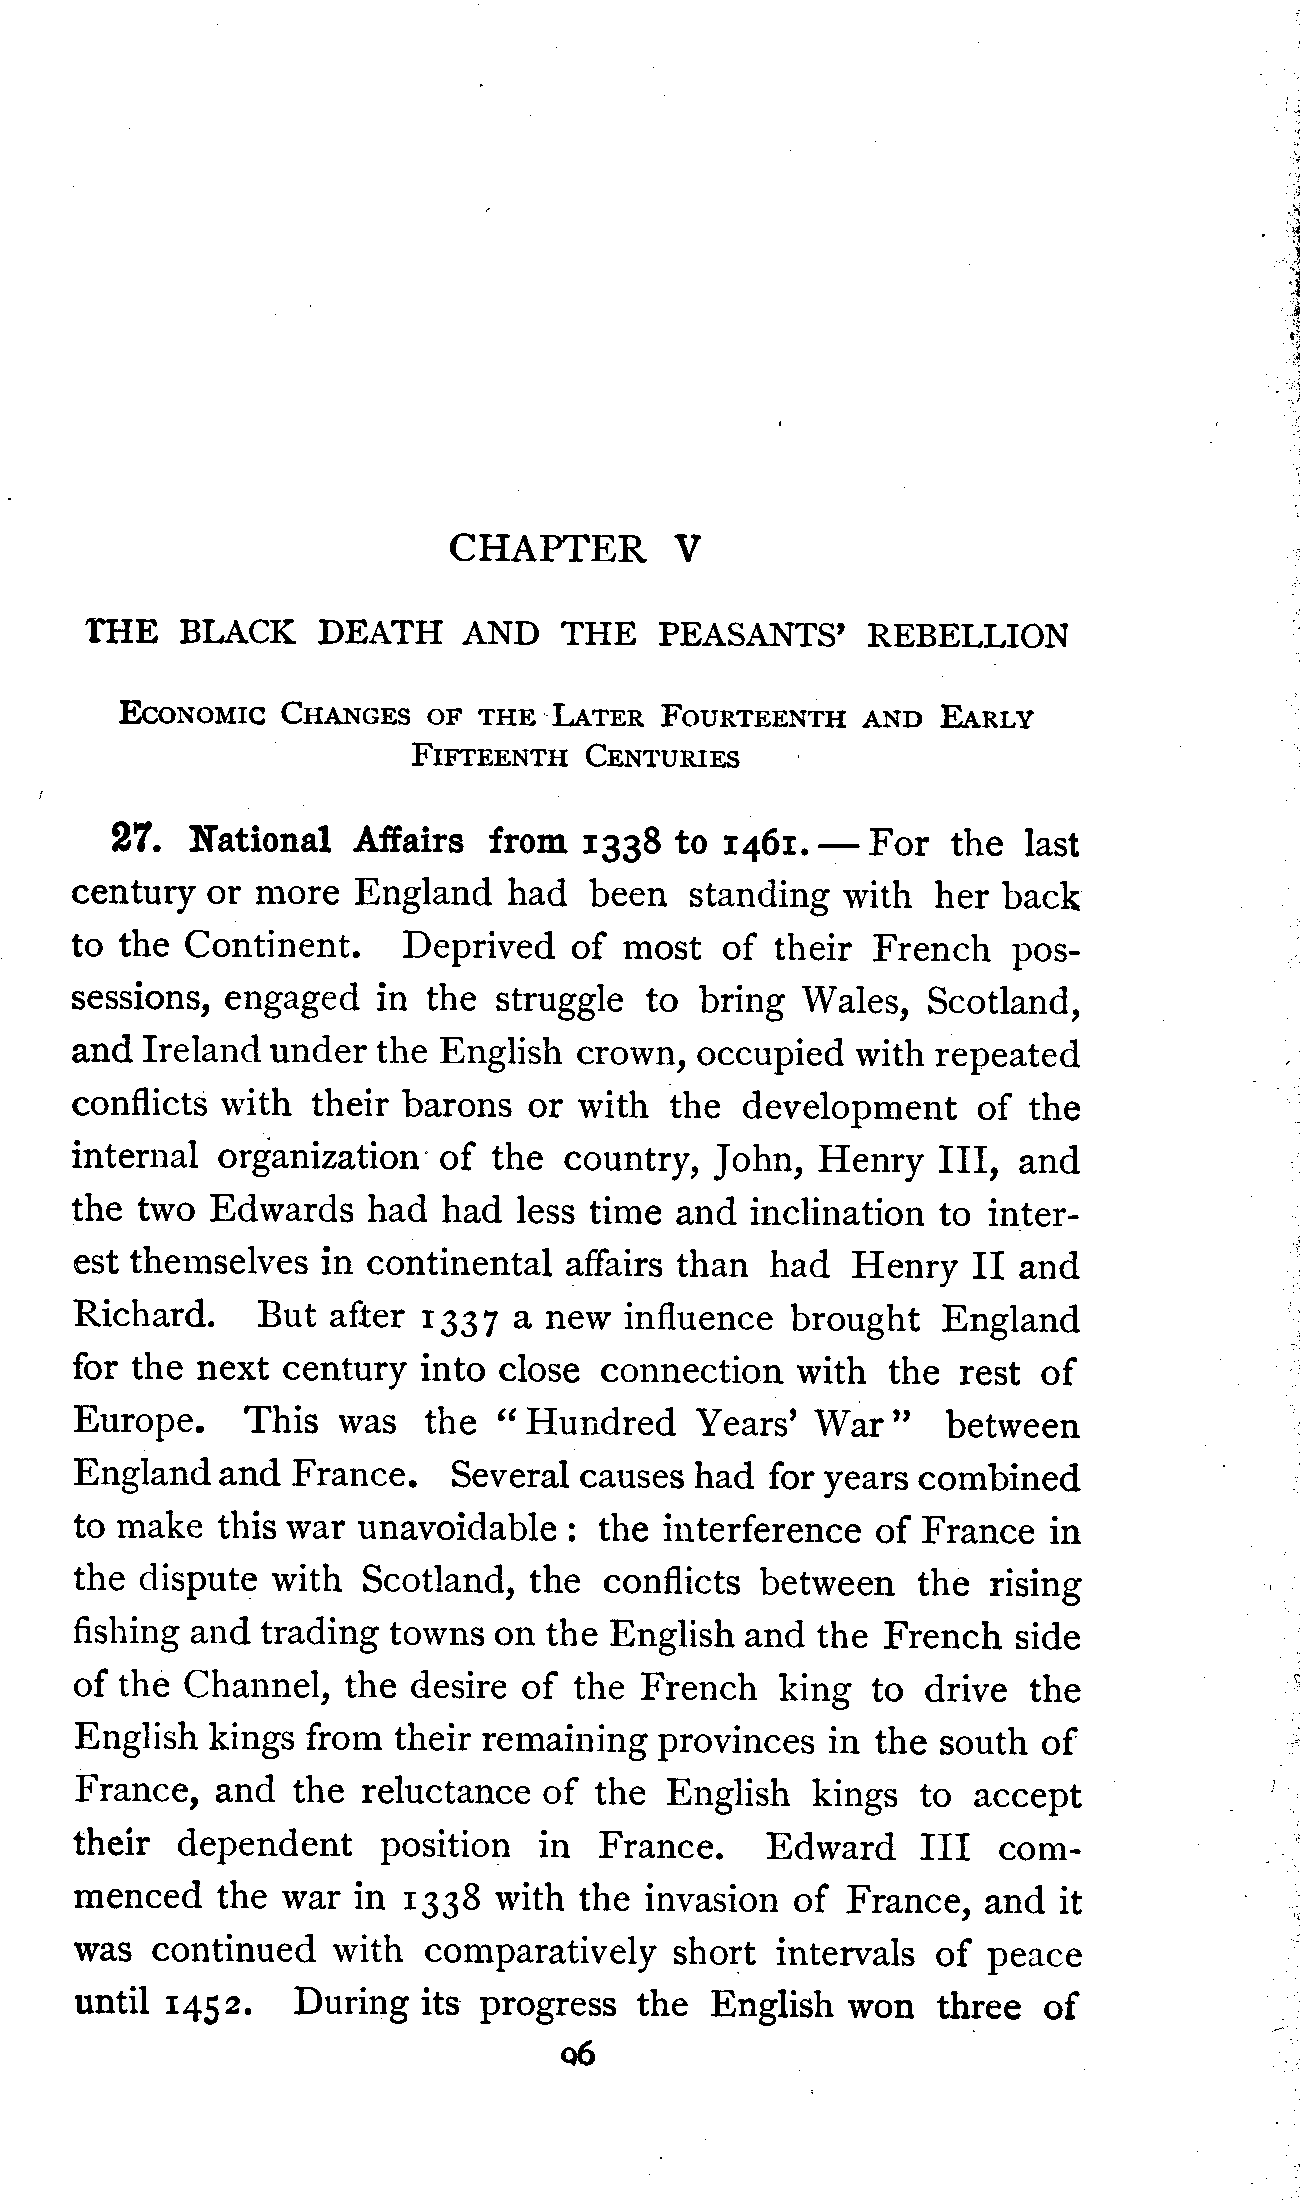 CHAPTER V
THE BLACK DEATH AND THE PEASANTS' REBELLION
ECONOMIC CHANGES OF THE LATER FOURTEENTH AND EARLY
FIFTEENTH CENTURIES
27. National Affairs from 1338 to 1461. — For the last
century or more England had been standing with her back
to the Continent. Deprived of most of their French pos-
sessions, engaged in the struggle to bring Wales, Scotland,
and Ireland under the English crown, occupied with repeated
conflicts with their barons or with the development of the
internal organization of the country, John, Henry III, and
the two Edwards had had less time and inclination to inter-
est themselves in continental affairs than had Henry II and
Richard. But after 1337 a new influence brought England
for the next century into close connection with the rest of
Europe. This was the "Hundred Years' War" between
England and France. Several causes had for years combined
to make this war unavoidable : the interference of France in
the dispute with Scotland, the conflicts between the rising
fishing and trading towns on the English and the French side
of the Channel, the desire of the French king to drive the
English kings from their remaining provinces in the south of
France, and the reluctance of the English kings to accept
their dependent position in France. Edward III com-
menced the war in 1338 with the invasion of France, and it
was continued with comparatively short intervals of peace
until 1452. During its progress the English won three of
96